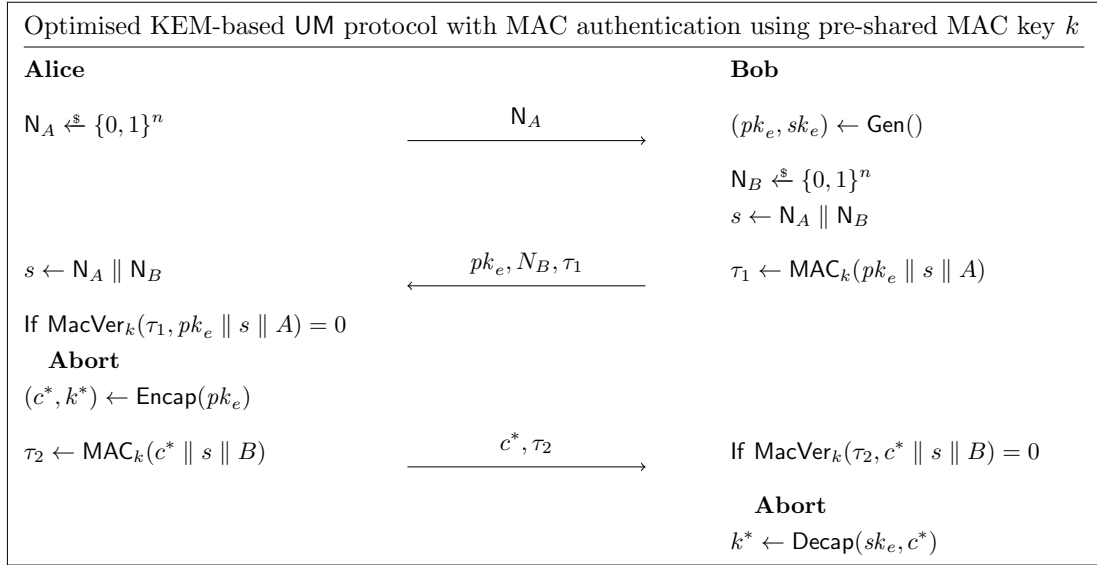 Optimised KEM-based UM protocol with MAC authentication using pre-shared MAC key k
Alice Bob
N_A ←$ {0, 1}^n N_A (pk_e, sk_e) ← Gen()
N_B ←$ {0, 1}^n
s ← N_A ∥ N_B
s ← N_A ∥ N_B pk_e, N_B, τ_1 τ_1 ← MAC_k(pk_e ∥ s ∥ A)
If MacVer_k(τ_1, pk_e ∥ s ∥ A) = 0
Abort
(c*, k*) ← Encap(pk_e)
τ_2 ← MAC_k(c* ∥ s ∥ B) c*, τ_2 If MacVer_k(τ_2, c* ∥ s ∥ B) = 0
Abort
k* ← Decap(sk_e, c*)